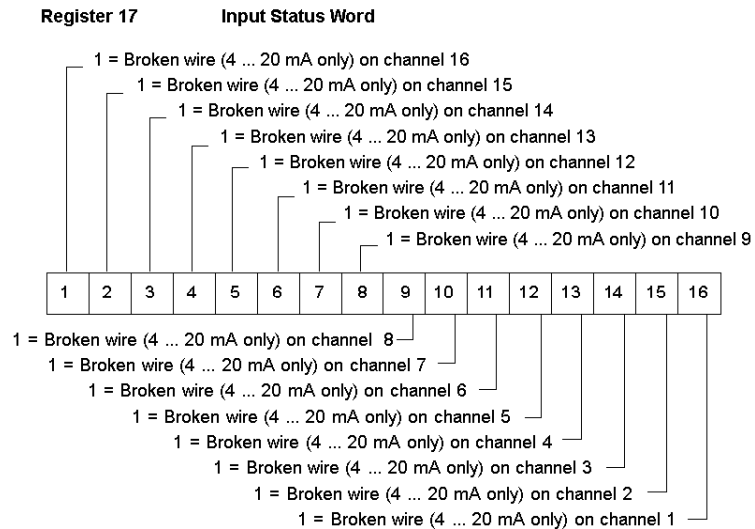 Register 17 Input Status Word
1 = Broken wire (4 ... 20 mA only) on channel 16
1 = Broken wire (4 ... 20 mA only) on channel 15
1 = Broken wire (4 ... 20 mA only) on channel 14
1 = Broken wire (4 ... 20 mA only) on channel 13
1 = Broken wire (4 ... 20 mA only) on channel 12
1 = Broken wire (4 ... 20 mA only) on channel 11
1 = Broken wire (4 ... 20 mA only) on channel 10
1 = Broken wire (4 ... 20 mA only) on channel 9
1 2 3 4 5 6 7 8 9 10 11 12 13 14 15 16
1 = Broken wire (4 ... 20 mA only) on channel 8
1 = Broken wire (4 ... 20 mA only) on channel 7
1 = Broken wire (4 ... 20 mA only) on channel 6
1 = Broken wire (4 ... 20 mA only) on channel 5
1 = Broken wire (4 ... 20 mA only) on channel 4
1 = Broken wire (4 ... 20 mA only) on channel 3
1 = Broken wire (4 ... 20 mA only) on channel 2
1 = Broken wire (4 ... 20 mA only) on channel 1